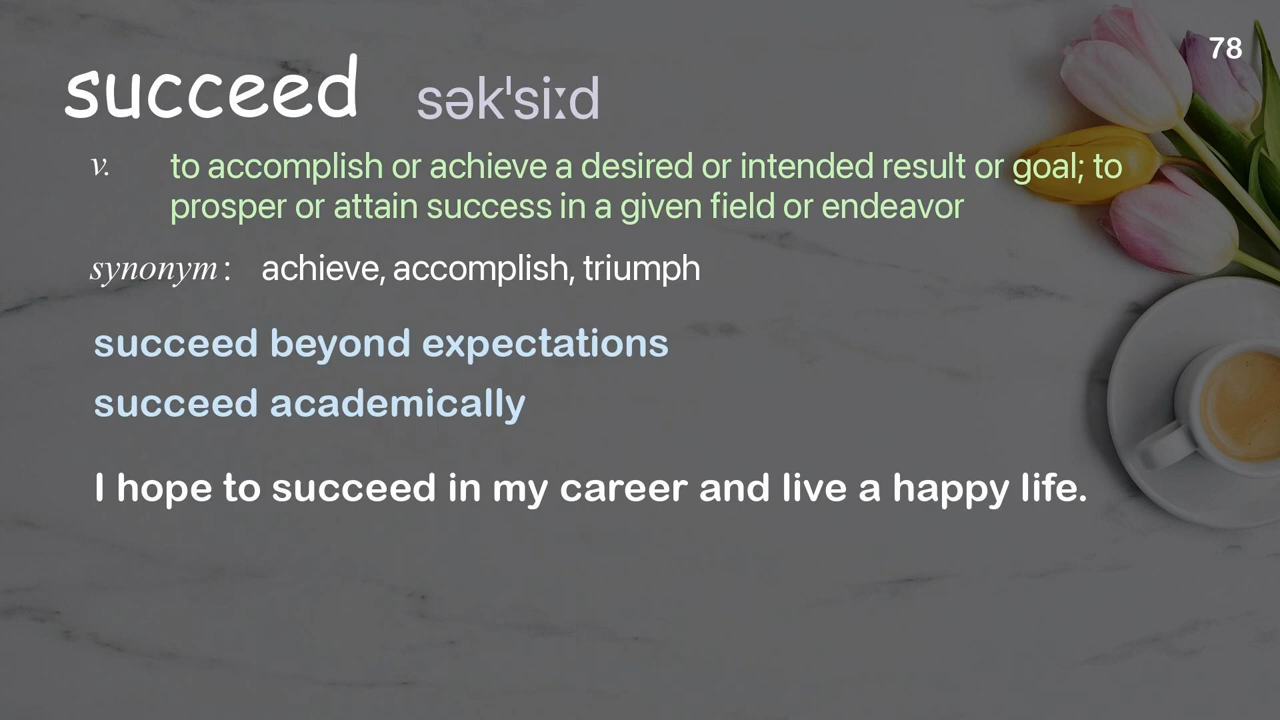 78
succeed səkˈsiːd
v. to accomplish or achieve a desired or intended result or goal; to
prosper or attain success in a given field or endeavor
synonym : achieve, accomplish, triumph
succeed beyond expectations
succeed academically
I hope to succeed in my career and live a happy life.